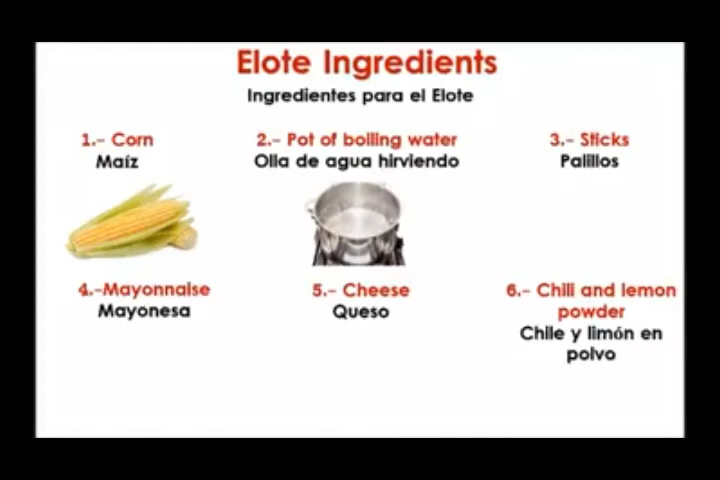 Elote Ingredients
Ingredientes para el Elote
1.- Corn
Maíz
2.- Pot of boiling water
Olla de agua hirviendo
3.- Sticks
Palillos
4.-Mayonnaise
Mayonesa
5.- Cheese
Queso
6.- Chili and lemon
powder
Chile y limón en
polvo